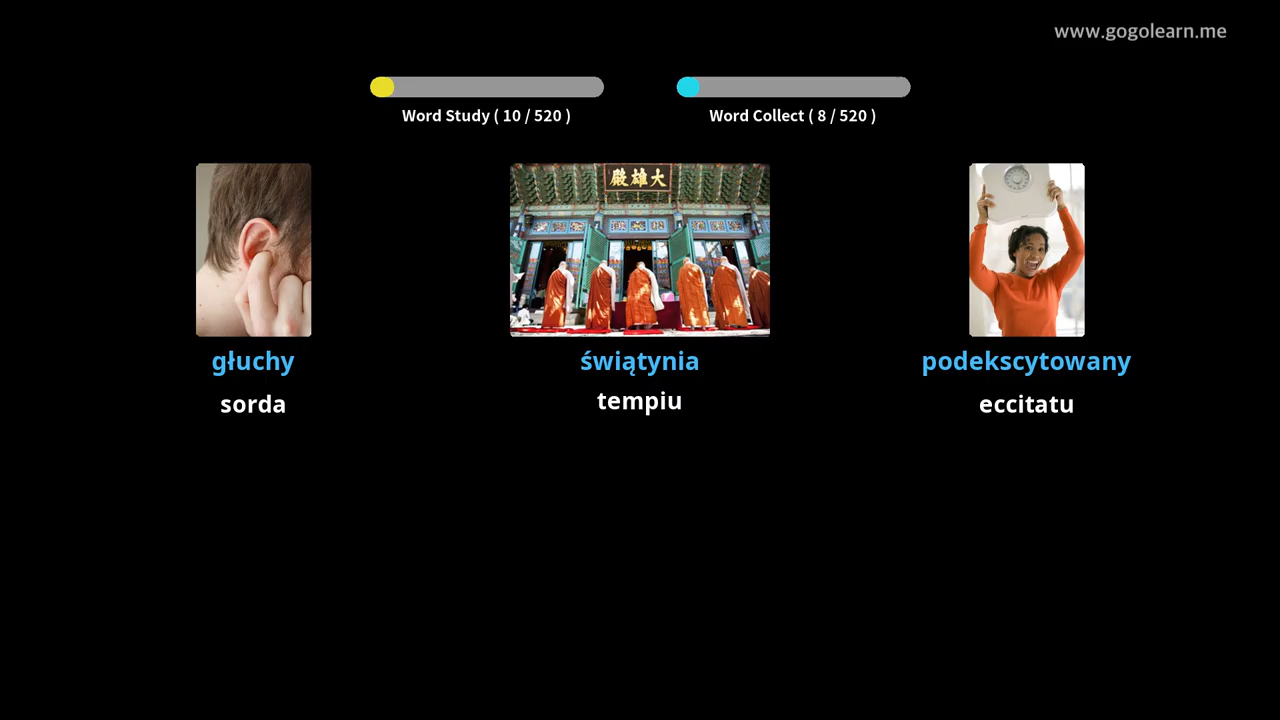 www.gogolearn.me
Word Study ( 10 / 520 )
Word Collect ( 8 / 520 )
殿雄大
głuchy
świątynia
podekscytowany
sorda
tempiu
eccitatu